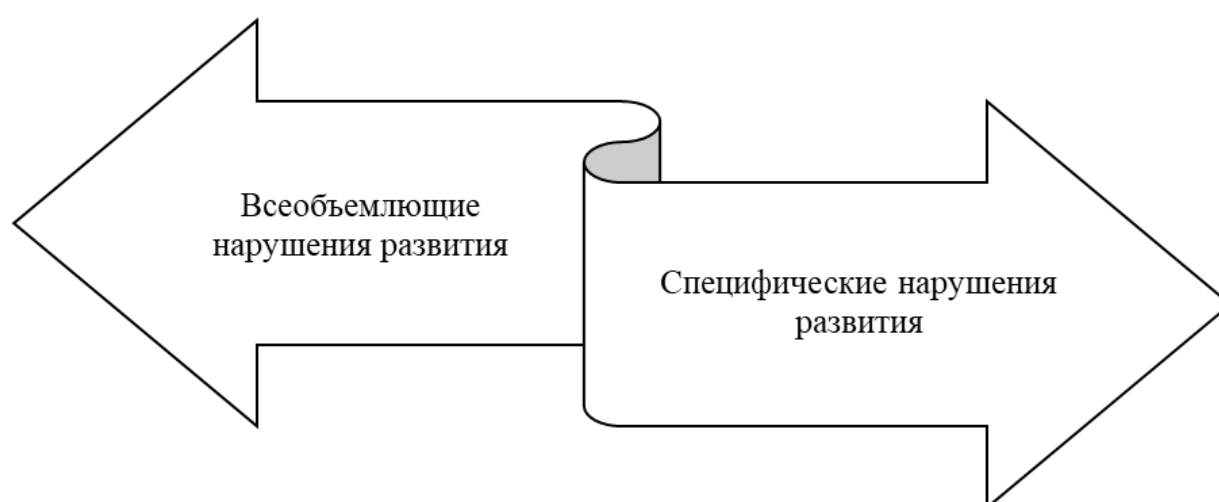 Всеобъемлющие
нарушения развития
Специфические нарушения
развития